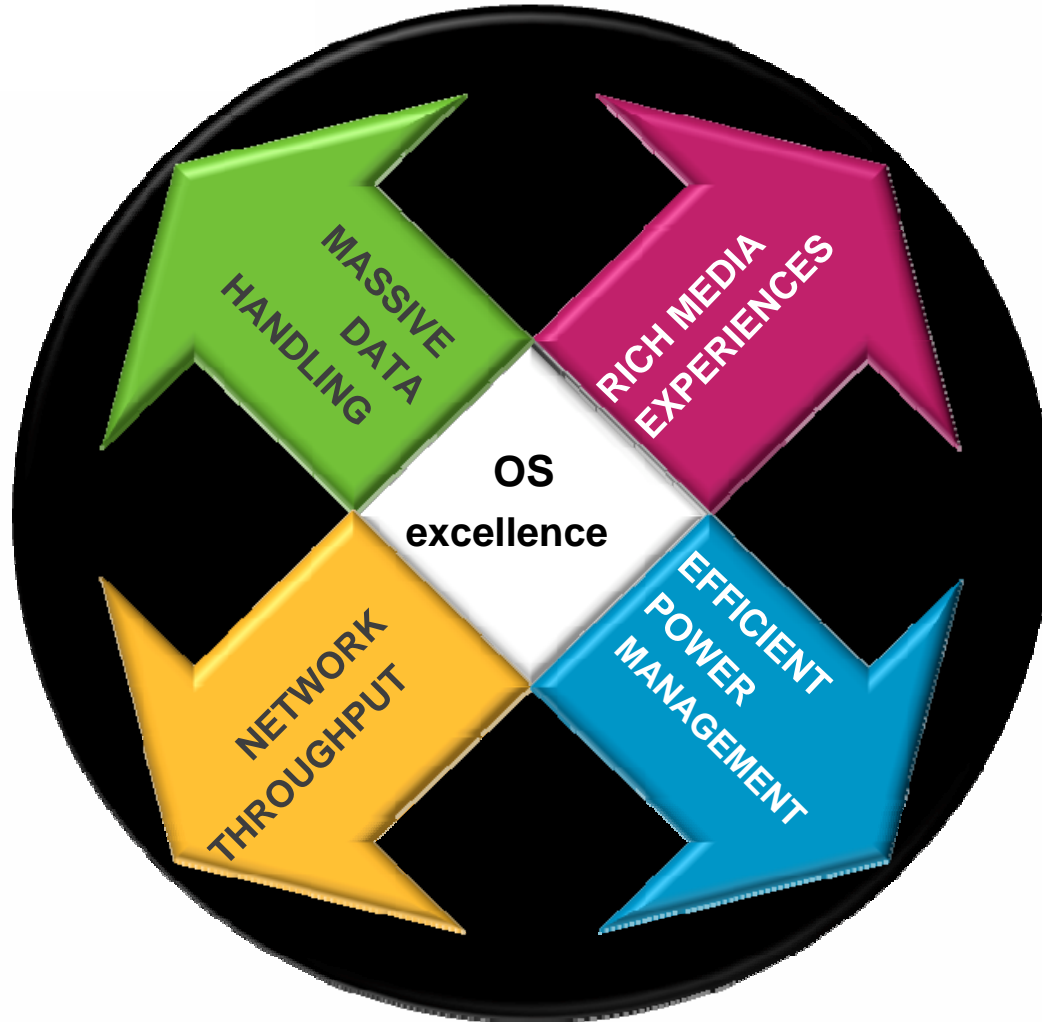 MASSIVE
DATA
HANDLING
RICH MEDIA
EXPERIENCES
OS
excellence
NETWORK
THROUGHPUT
EFFICIENT
POWER
MANAGEMENT